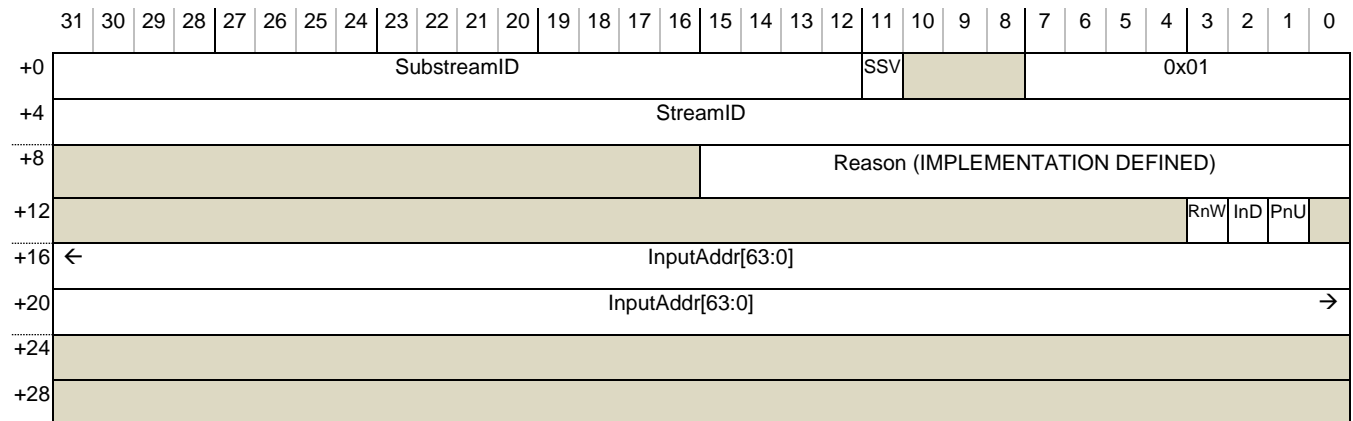 31 30 29 28 27 26 25 24 23 22 21 20 19 18 17 16 15 14 13 12 11 10 9 8 7 6 5 4 3 2 1 0
+0 SubstreamID SSV 0x01
+4 StreamID
+8 Reason (IMPLEMENTATION DEFINED)
+12 RnW InD PnU
+16 ← InputAddr[63:0]
+20 InputAddr[63:0] →
+24
+28